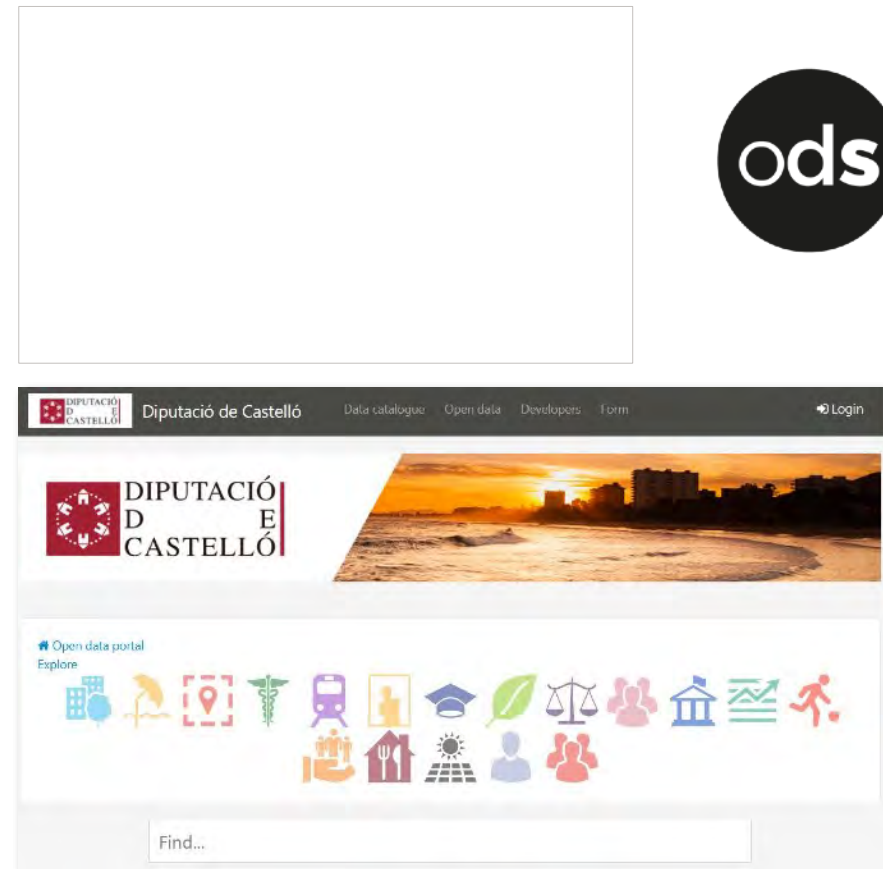 ods
DIPUTACIÓ
D E
CASTELLÓ
Diputació de Castelló Data catalogue Open data Developers Form Login
DIPUTACIÓ
D E
CASTELLÓ
Open data portal
Explore
Find...